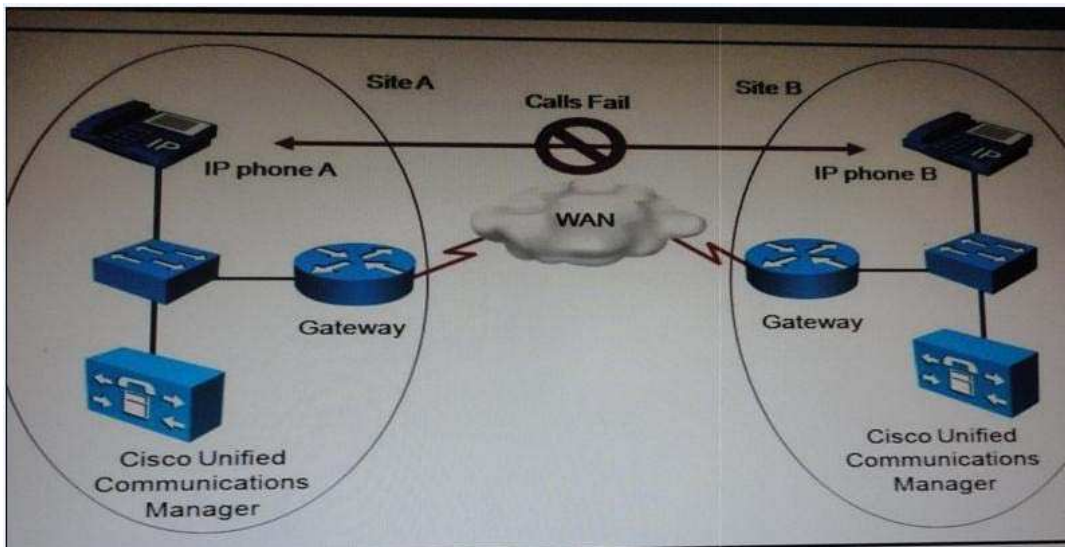 Site A
Calls Fail
Site B
IP
IP phone A
IP
IP phone B
WAN
Gateway
Gateway
Cisco Unified
Communications
Manager
Cisco Unified
Communications
Manager